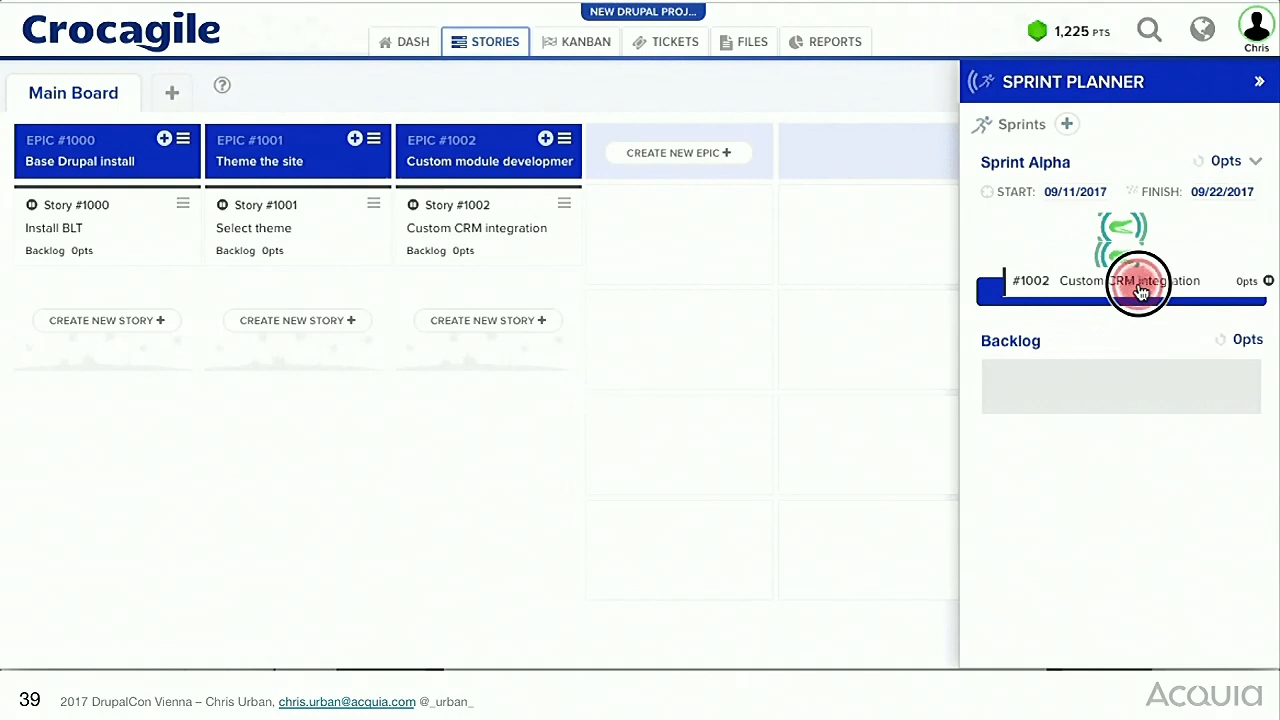 NEW DRUPAL PROJ...
Crocagile
DASH
STORIES
KANBAN
TICKETS
FILES
REPORTS
1,225 PTS
Chris
Main Board
+
?
SPRINT PLANNER »
Sprints +
EPIC #1000
Base Drupal install
EPIC #1001
Theme the site
EPIC #1002
Custom module developmer
CREATE NEW EPIC +
Sprint Alpha 0pts
START: 09/11/2017 FINISH: 09/22/2017
Story #1000
Install BLT
Backlog 0pts
Story #1001
Select theme
Backlog 0pts
Story #1002
Custom CRM integration
Backlog 0pts
#1002 Custom CRM integration 0pts
CREATE NEW STORY +
CREATE NEW STORY +
CREATE NEW STORY +
Backlog 0pts
39 2017 DrupalCon Vienna – Chris Urban, chris.urban@acquia.com @_urban_
ACQUIA